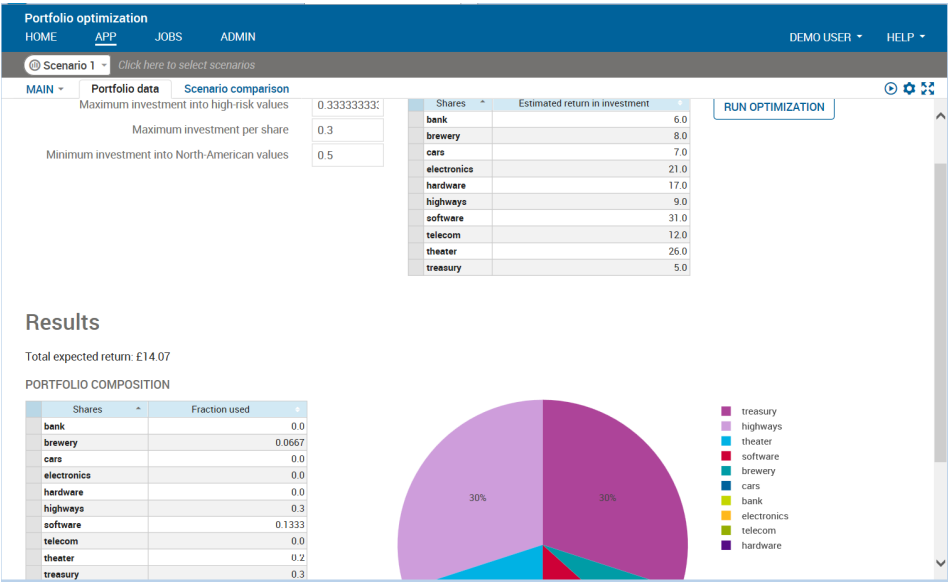 Portfolio optimization
HOME APP JOBS ADMIN DEMO USER HELP
Scenario 1 Click here to select scenarios
MAIN Portfolio data Scenario comparison
Maximum investment into high-risk values 0.333333333
Maximum investment per share 0.3
Minimum investment into North-American values 0.5
Shares Estimated return in investment
bank 6.0
brewery 8.0
cars 7.0
electronics 21.0
hardware 17.0
highways 9.0
software 31.0
telecom 12.0
theater 26.0
treasury 5.0
RUN OPTIMIZATION
Results
Total expected return: £14.07
PORTFOLIO COMPOSITION
Shares Fraction used
bank 0.0
brewery 0.0667
cars 0.0
electronics 0.0
hardware 0.0
highways 0.3
software 0.1333
telecom 0.0
theater 0.2
treasury 0.3
30% 30%
treasury
highways
theater
software
brewery
cars
bank
electronics
telecom
hardware